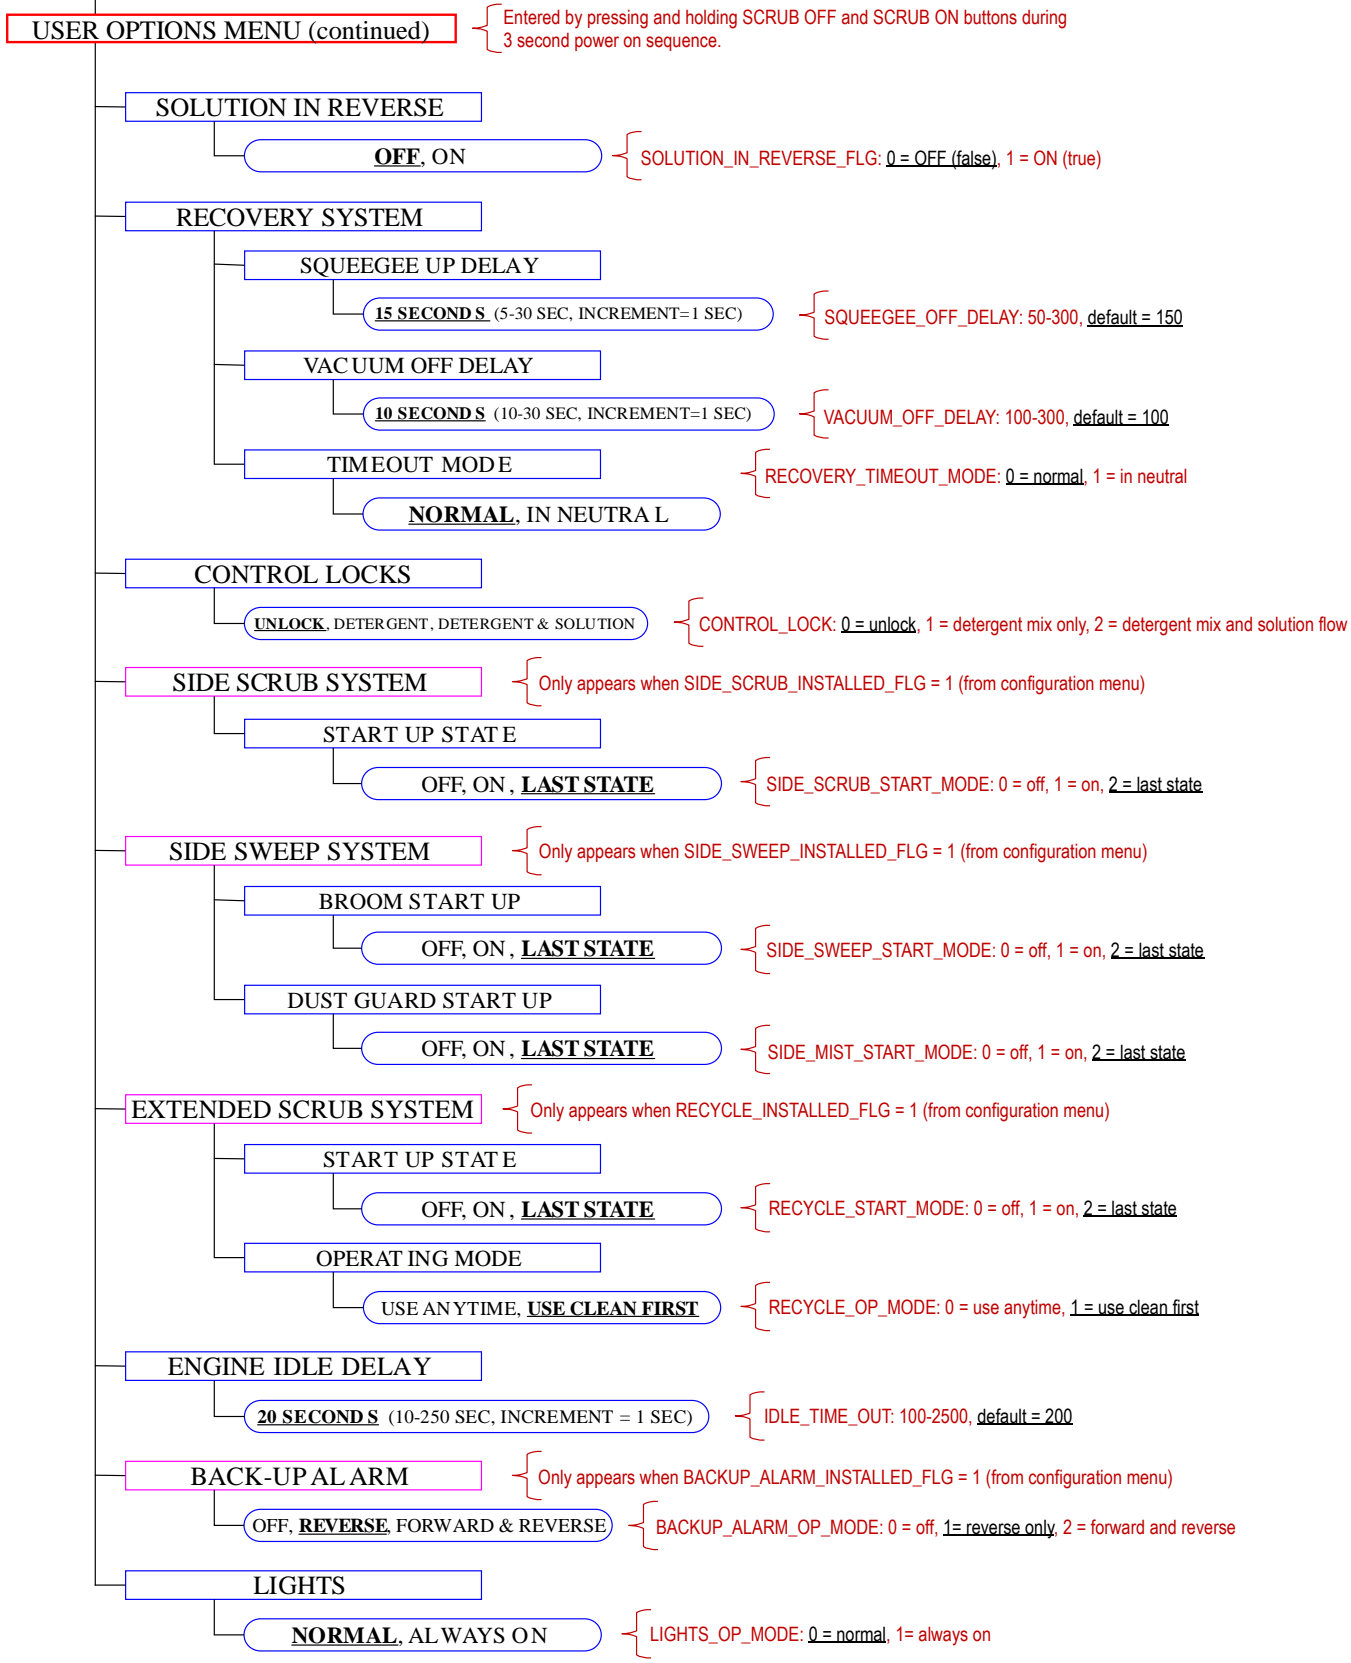 USER OPTIONS MENU (continued)
Entered by pressing and holding SCRUB OFF and SCRUB ON buttons during
3 second power on sequence.
SOLUTION IN REVERSE
OFF, ON
SOLUTION_IN_REVERSE_FLG: 0 = OFF (false), 1 = ON (true)
RECOVERY SYSTEM
SQUEEGEE UP DELAY
15 SECONDS (5-30 SEC, INCREMENT=1 SEC)
SQUEEGEE_OFF_DELAY: 50-300, default = 150
VACUUM OFF DELAY
10 SECONDS (10-30 SEC, INCREMENT=1 SEC)
VACUUM_OFF_DELAY: 100-300, default = 100
TIMEOUT MODE
RECOVERY_TIMEOUT_MODE: 0 = normal, 1 = in neutral
NORMAL, IN NEUTRAL
CONTROL LOCKS
UNLOCK, DETERGENT, DETERGENT & SOLUTION
CONTROL_LOCK: 0 = unlock, 1 = detergent mix only, 2 = detergent mix and solution flow
SIDE SCRUB SYSTEM
Only appears when SIDE_SCRUB_INSTALLED_FLG = 1 (from configuration menu)
START UP STATE
OFF, ON, LAST STATE
SIDE_SCRUB_START_MODE: 0 = off, 1 = on, 2 = last state
SIDE SWEEP SYSTEM
Only appears when SIDE_SWEEP_INSTALLED_FLG = 1 (from configuration menu)
BROOM START UP
OFF, ON, LAST STATE
SIDE_SWEEP_START_MODE: 0 = off, 1 = on, 2 = last state
DUST GUARD START UP
OFF, ON, LAST STATE
SIDE_MIST_START_MODE: 0 = off, 1 = on, 2 = last state
EXTENDED SCRUB SYSTEM
Only appears when RECYCLE_INSTALLED_FLG = 1 (from configuration menu)
START UP STATE
OFF, ON, LAST STATE
RECYCLE_START_MODE: 0 = off, 1 = on, 2 = last state
OPERATING MODE
USE ANYTIME, USE CLEAN FIRST
RECYCLE_OP_MODE: 0 = use anytime, 1 = use clean first
ENGINE IDLE DELAY
20 SECONDS (10-250 SEC, INCREMENT = 1 SEC)
IDLE_TIME_OUT: 100-2500, default = 200
BACK-UP ALARM
Only appears when BACKUP_ALARM_INSTALLED_FLG = 1 (from configuration menu)
OFF, REVERSE, FORWARD & REVERSE
BACKUP_ALARM_OP_MODE: 0 = off, 1= reverse only, 2 = forward and reverse
LIGHTS
NORMAL, ALWAYS ON
LIGHTS_OP_MODE: 0 = normal, 1= always on